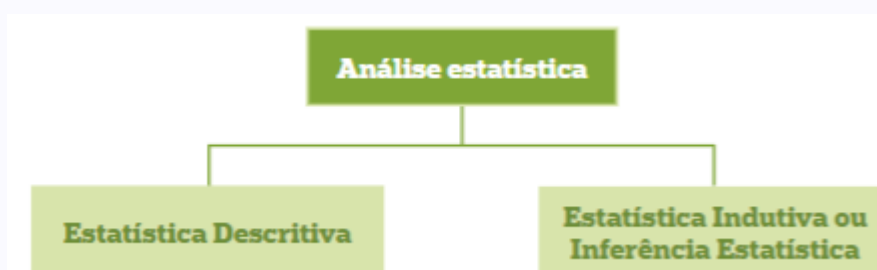 Análise estatística
Estatística Descritiva
Estatística Indutiva ou
Inferência Estatística